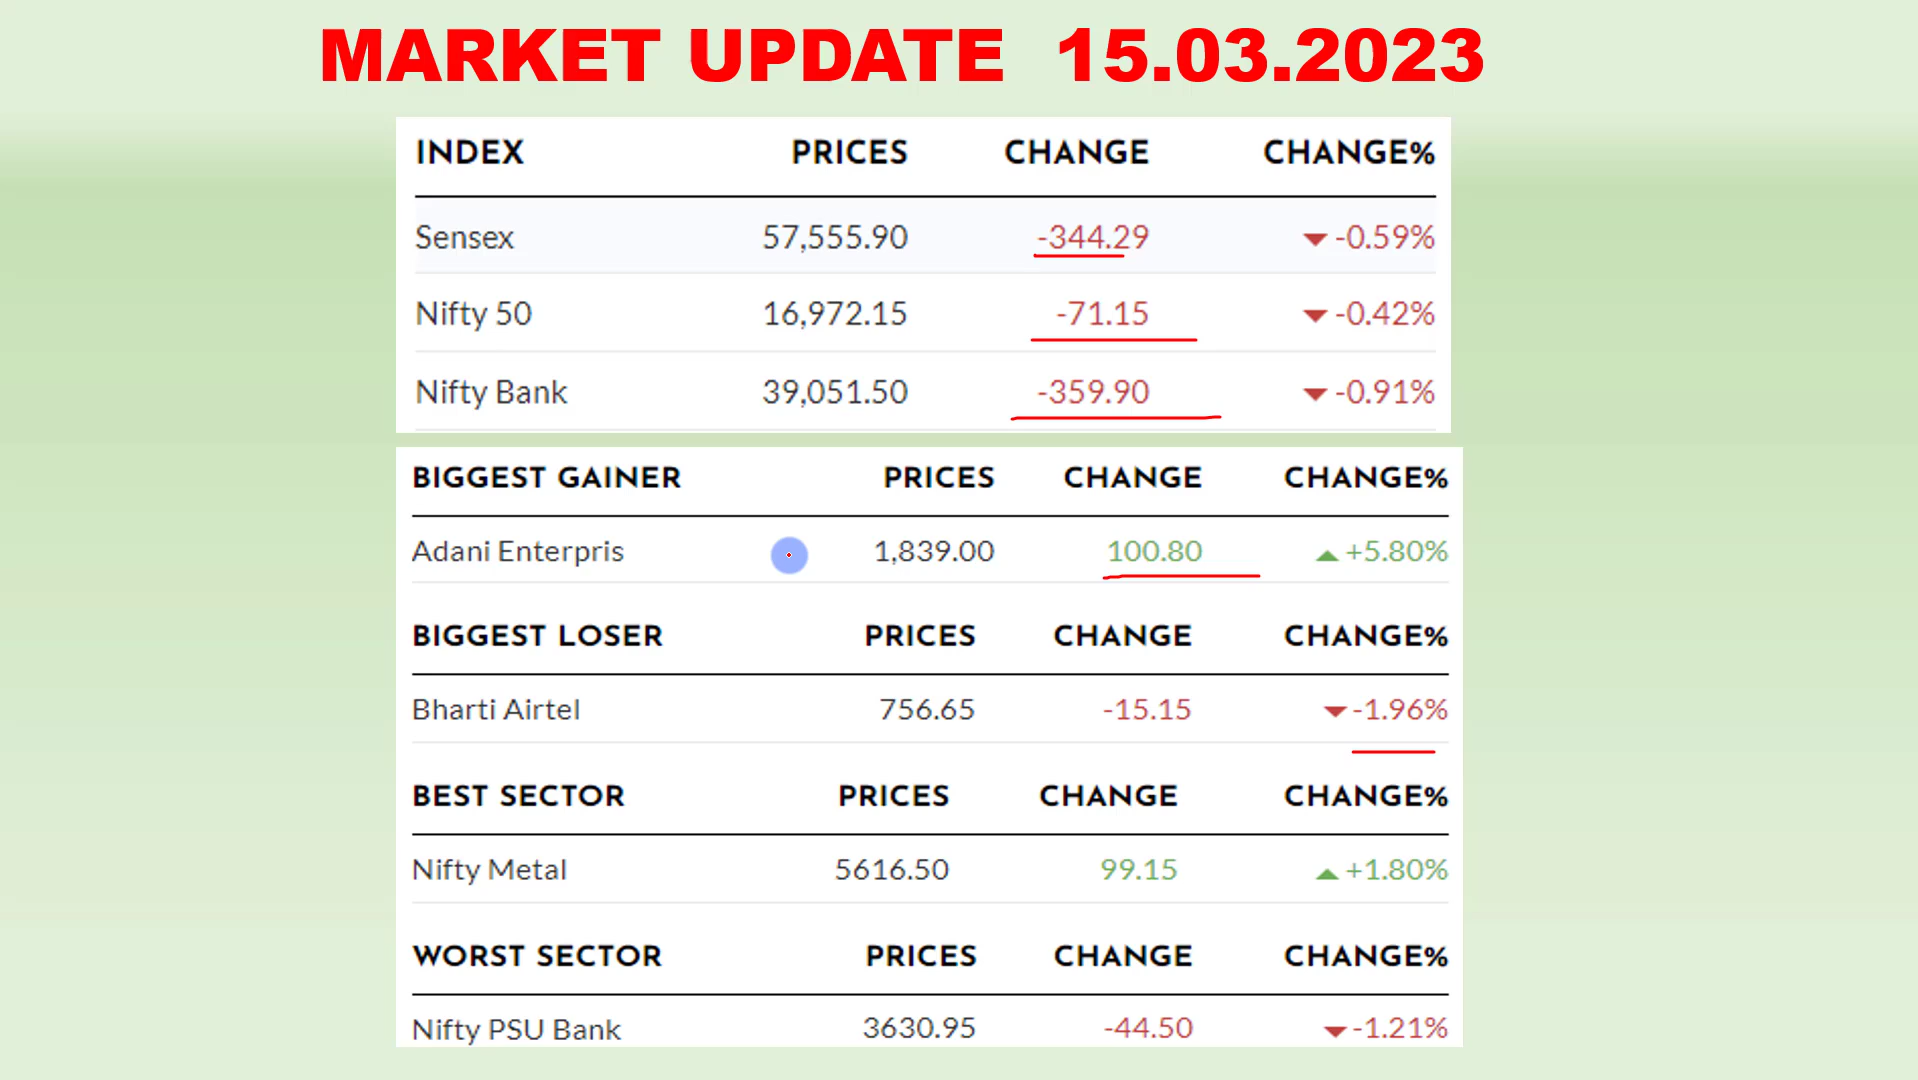 MARKET UPDATE 15.03.2023
INDEX PRICES CHANGE CHANGE%
Sensex 57,555.90 -344.29 ▼ -0.59%
Nifty 50 16,972.15 -71.15 ▼ -0.42%
Nifty Bank 39,051.50 -359.90 ▼ -0.91%
BIGGEST GAINER PRICES CHANGE CHANGE%
Adani Enterpris 1,839.00 100.80 ▲ +5.80%
BIGGEST LOSER PRICES CHANGE CHANGE%
Bharti Airtel 756.65 -15.15 ▼ -1.96%
BEST SECTOR PRICES CHANGE CHANGE%
Nifty Metal 5616.50 99.15 ▲ +1.80%
WORST SECTOR PRICES CHANGE CHANGE%
Nifty PSU Bank 3630.95 -44.50 ▼ -1.21%